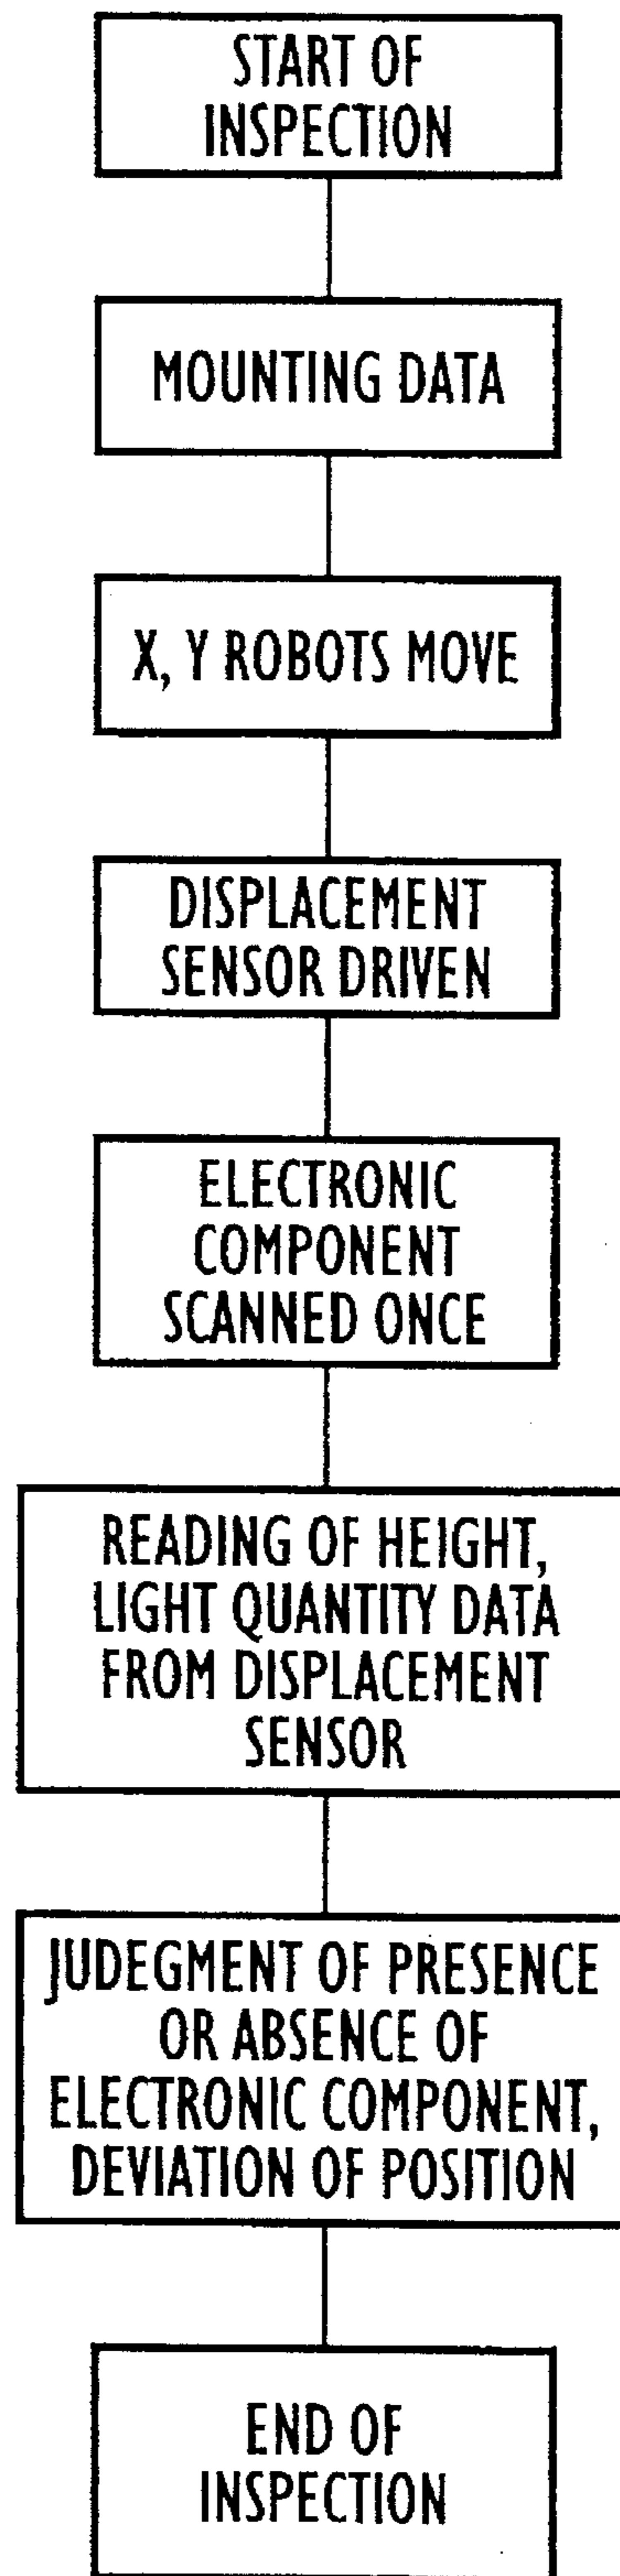 START OF
INSPECTION
MOUNTING DATA
X, Y ROBOTS MOVE
DISPLACEMENT
SENSOR DRIVEN
ELECTRONIC
COMPONENT
SCANNED ONCE
READING OF HEIGHT,
LIGHT QUANTITY DATA
FROM DISPLACEMENT
SENSOR
JUDEGMENT OF PRESENCE
OR ABSENCE OF
ELECTRONIC COMPONENT,
DEVIATION OF POSITION
END OF
INSPECTION